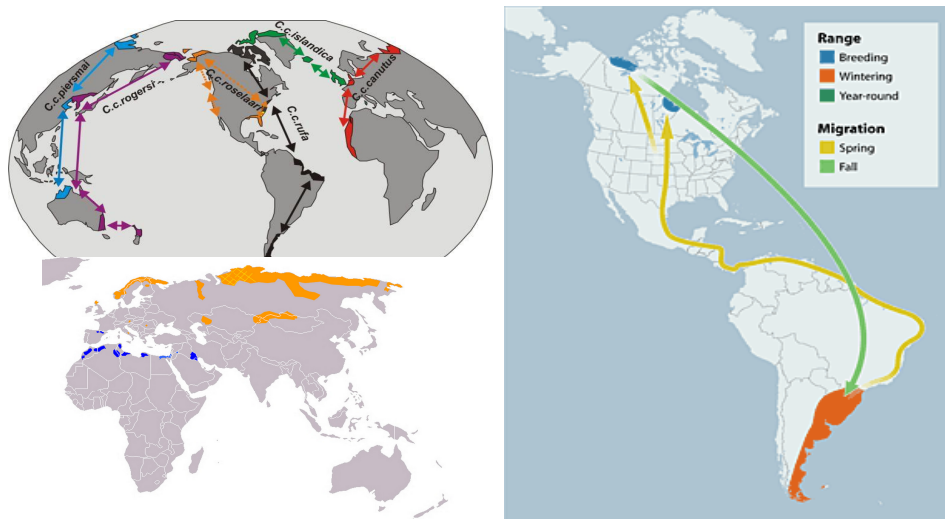 C.c.piersmai
C.c.rogersi
C.c.roselaari
C.c.islandica
C.c.canutus
C.c.rufa
Range
Breeding
Wintering
Year-round
Migration
Spring
Fall